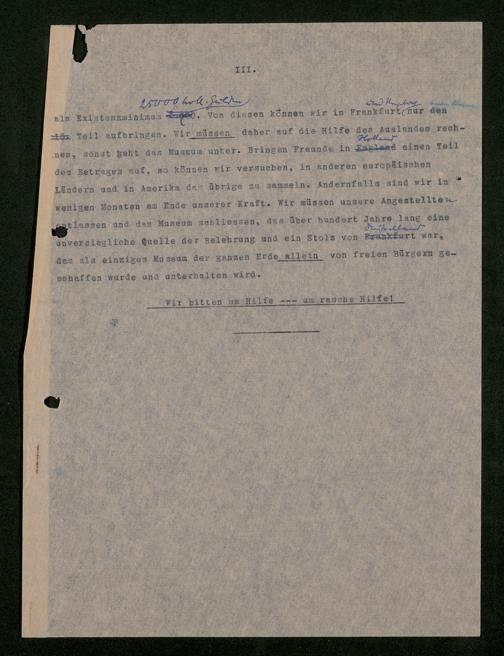 III.
25000 holl. Gulden
und Umgebung
als Existenzminimum . Von diesen können wir in Frankfurt nur den
10. Teil aufbringen. Wir müssen daher auf die Hilfe des Auslandes rech-
Holland
nen, sonst geht das Museum unter. Bringen Freunde in England einen Teil
des Betrages auf, so können wir versuchen, in anderen europäischen
Ländern und in Amerika das übrige zu sammeln. Andernfalls sind wir in
wenigen Monaten am Ende unserer Kraft. Wir müssen unsere Angestellten
entlassen und das Museum schliessen, das über hundert Jahre lang eine
Deutschland
unversiegliche Quelle der Belehrung und ein Stolz von Frankfurt war,
das als einziges Museum der ganzen Erde allein von freien Bürgern ge-
schaffen wurde und unterhalten wird.
Wir bitten um Hilfe --- um rasche Hilfe!